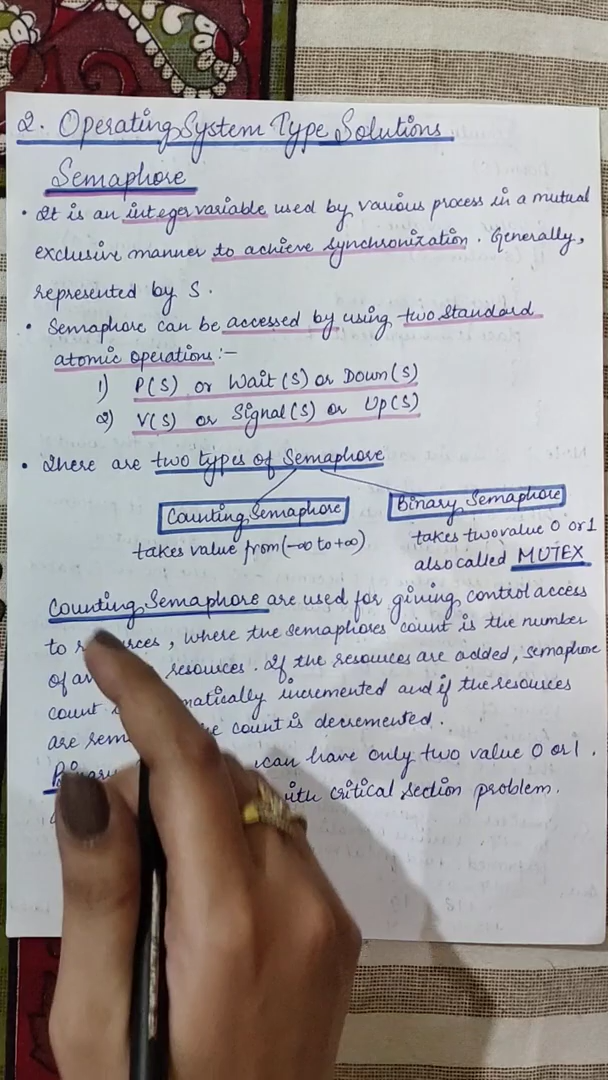 2. Operating System Type Solutions
Semaphore
• It is an integer variable used by various process in a mutual
exclusive manner to achieve synchronization. Generally,
represented by S.
• Semaphore can be accessed by using two standard
atomic operations :-
1) P(S) or Wait (S) or Down (S)
2) V(S) or Signal (S) or Up (S)
• There are two types of Semaphore
Counting Semaphore
Binary Semaphore
takes value from (-∞ to +∞)
takes two value 0 or 1
also called MUTEX
Counting Semaphore are used for giving control access
to, where the semaphores count is the number
of resources. If the resources are added, semaphore
count incremented and if the resources
are count is decremented.
can have only two value 0 or 1.
critical section problem.